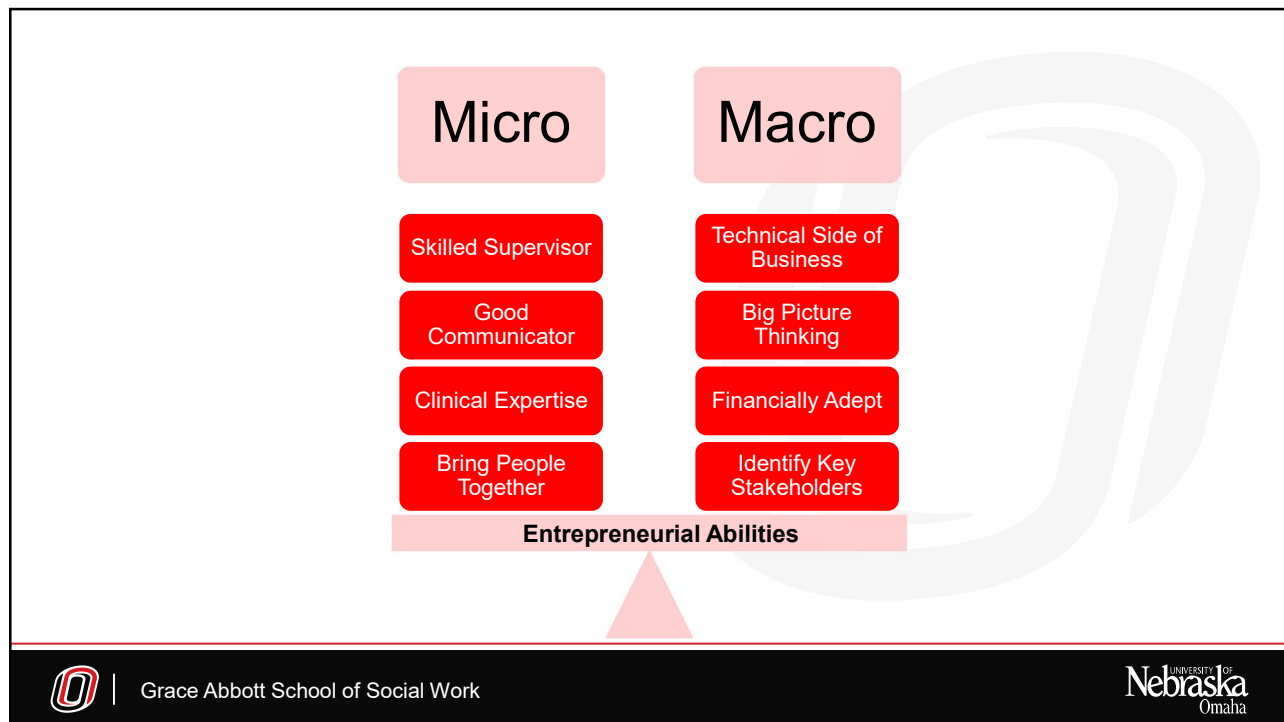 Micro
Macro
Skilled Supervisor
Good
Communicator
Clinical Expertise
Bring People
Together
Technical Side of
Business
Big Picture
Thinking
Financially Adept
Identify Key
Stakeholders
Entrepreneurial Abilities
Grace Abbott School of Social Work
UNIVERSITY OF
Nebraska
Omaha